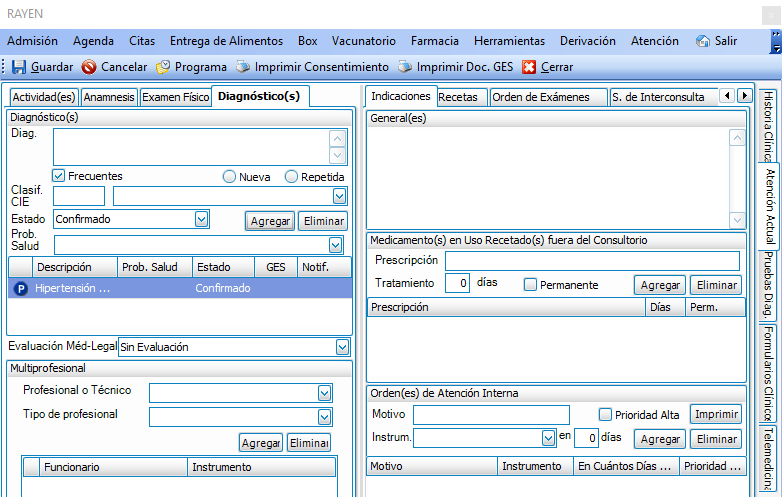 RAYEN
Admisión Agenda Citas Entrega de Alimentos Box Vacunatorio Farmacia Herramientas Derivación Atención Salir
Guardar Cancelar Programa Imprimir Consentimiento Imprimir Doc. GES Cerrar
Actividad(es) Anamnesis Examen Físico Diagnóstico(s)
Diagnóstico(s)
Diag.
Frecuentes Nueva Repetida
Clasif.
CIE
Estado Confirmado Agregar Eliminar
Prob.
Salud
Descripción Prob. Salud Estado GES Notif.
P Hipertensión ... Confirmado
Evaluación Méd-Legal Sin Evaluación
Multiprofesional
Profesional o Técnico
Tipo de profesional
Agregar Eliminar
Funcionario Instrumento
Indicaciones Recetas Orden de Exámenes S. de Interconsulta
General(es)
Medicamento(s) en Uso Recetado(s) fuera del Consultorio
Prescripción
Tratamiento 0 días Permanente Agregar Eliminar
Prescripción Días Perm.
Orden(es) de Atención Interna
Motivo Prioridad Alta Imprimir
Instrum. en 0 días Agregar Eliminar
Motivo Instrumento En Cuántos Días ... Prioridad ...
Historia Clínica
Atención Actual
Pruebas Diag.
Formularios Clínico
Telemedicina